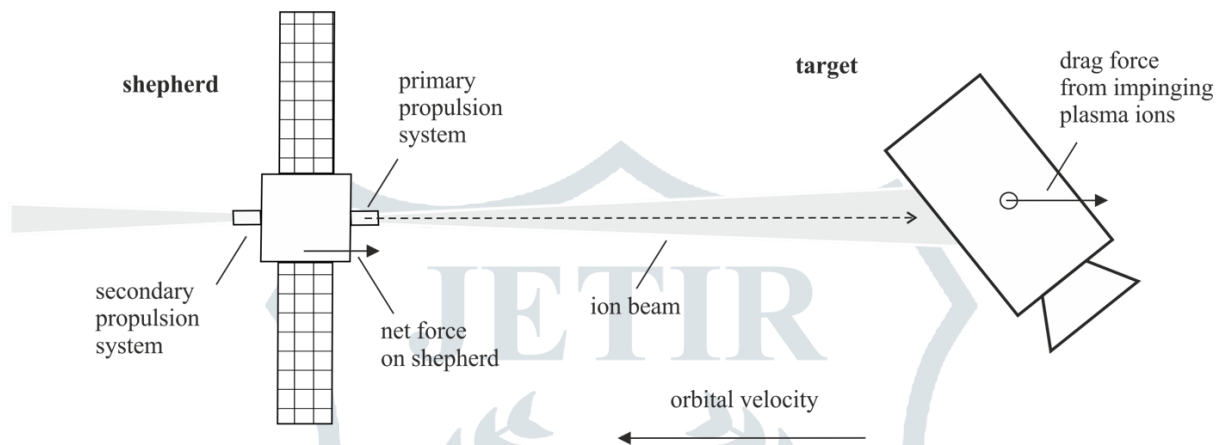 shepherd
primary
propulsion
system
target
drag force
from impinging
plasma ions
secondary
propulsion
system
net force
on shepherd
ion beam
JETIR
orbital velocity